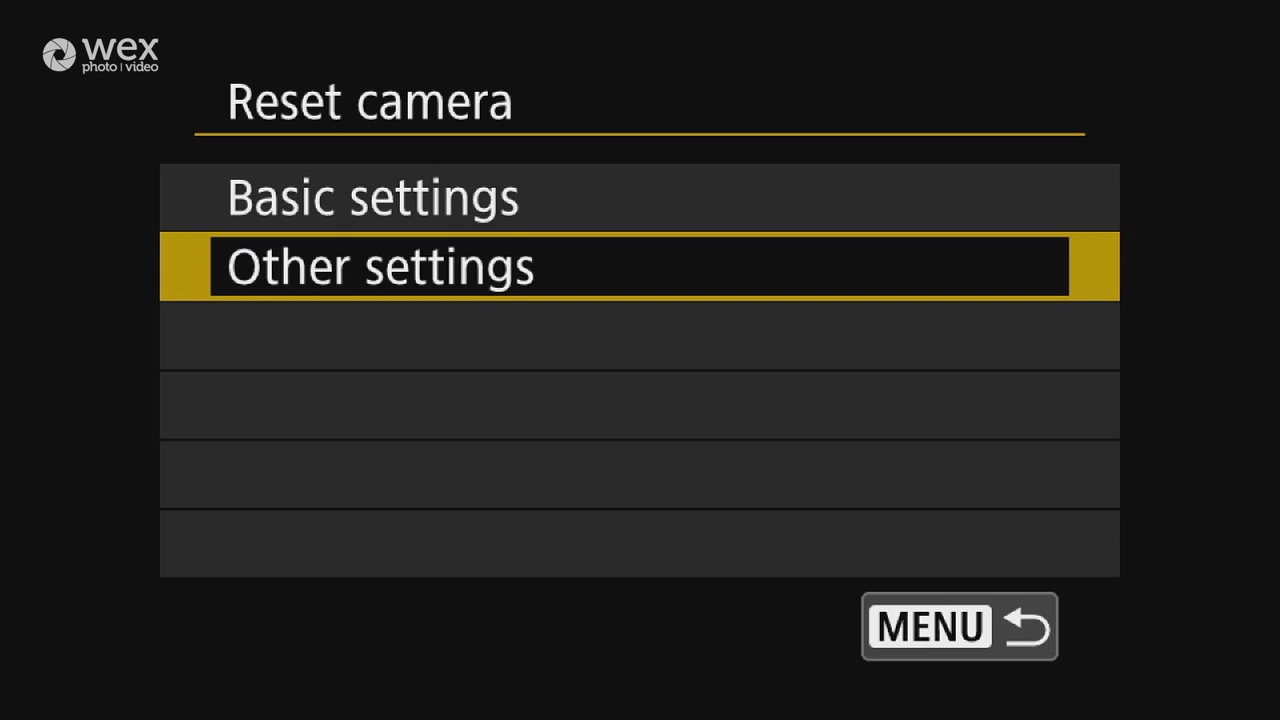 wex
photo | video
Reset camera
Basic settings
Other settings
MENU